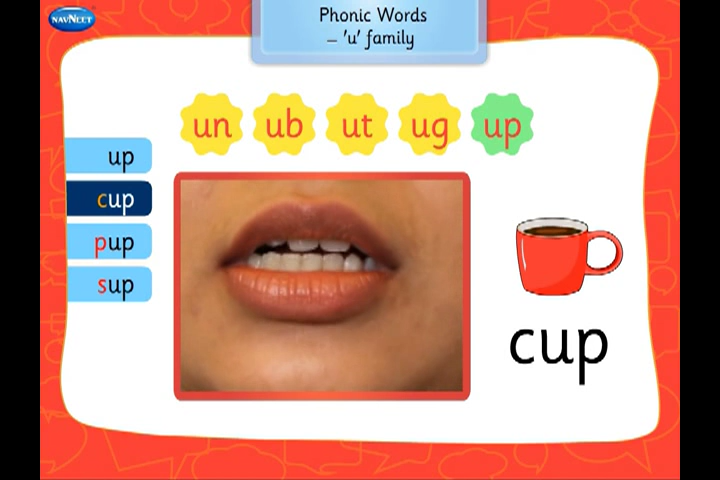 NAVNEET
Phonic Words
– 'u' family
un ub ut ug up
up
cup
pup
sup
cup